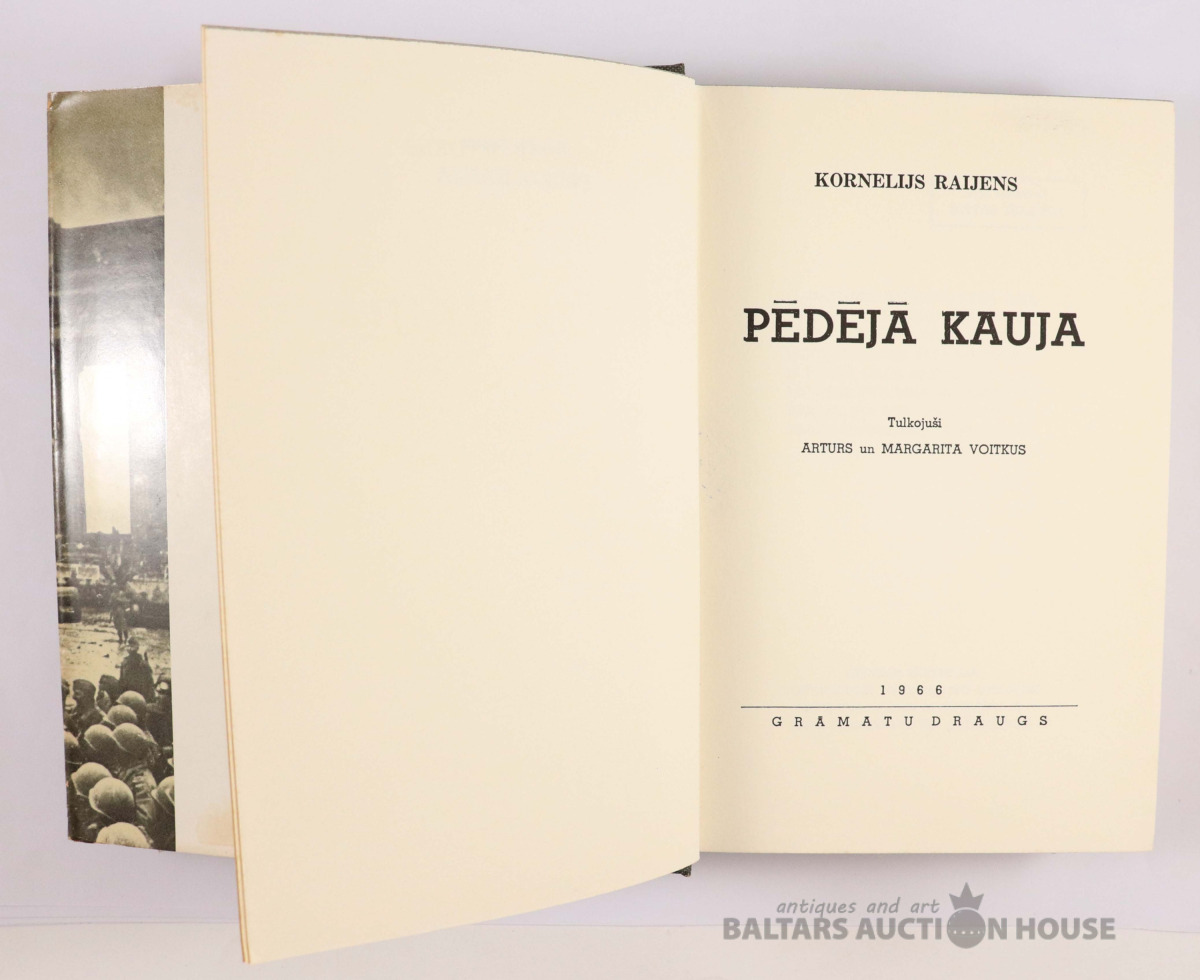 KORNELIJS RAIJENS
PĒDĒJĀ KAUJA
Tulkojuši
ARTURS un MARGARITA VOITKUS
1966
GRĀMATU DRAUGS
antiques and art
BALTARS AUCTION HOUSE